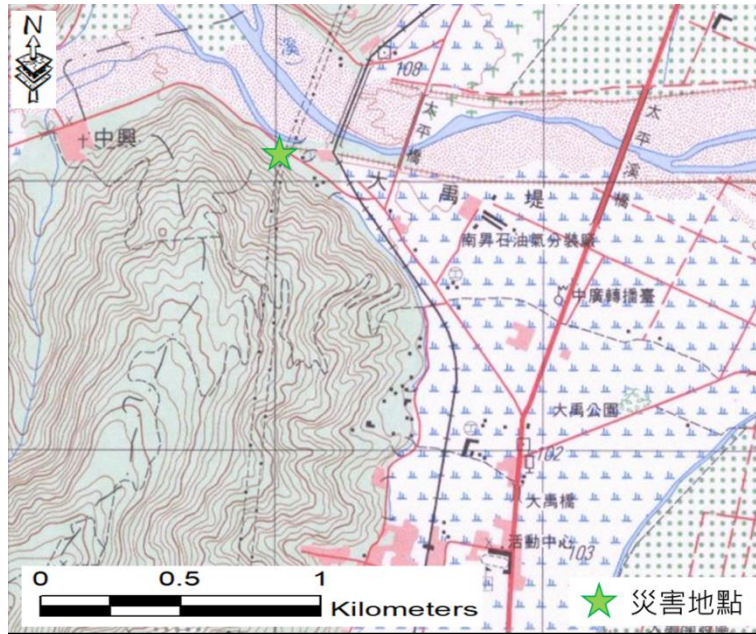 N
溪
108
中興
太平橋
太平溪橋
大禹堤
南昇石油氣分裝廠
中廣轉播臺
大禹公園
102
大禹橋
活動中心
103
0 0.5 1
Kilometers
災害地點